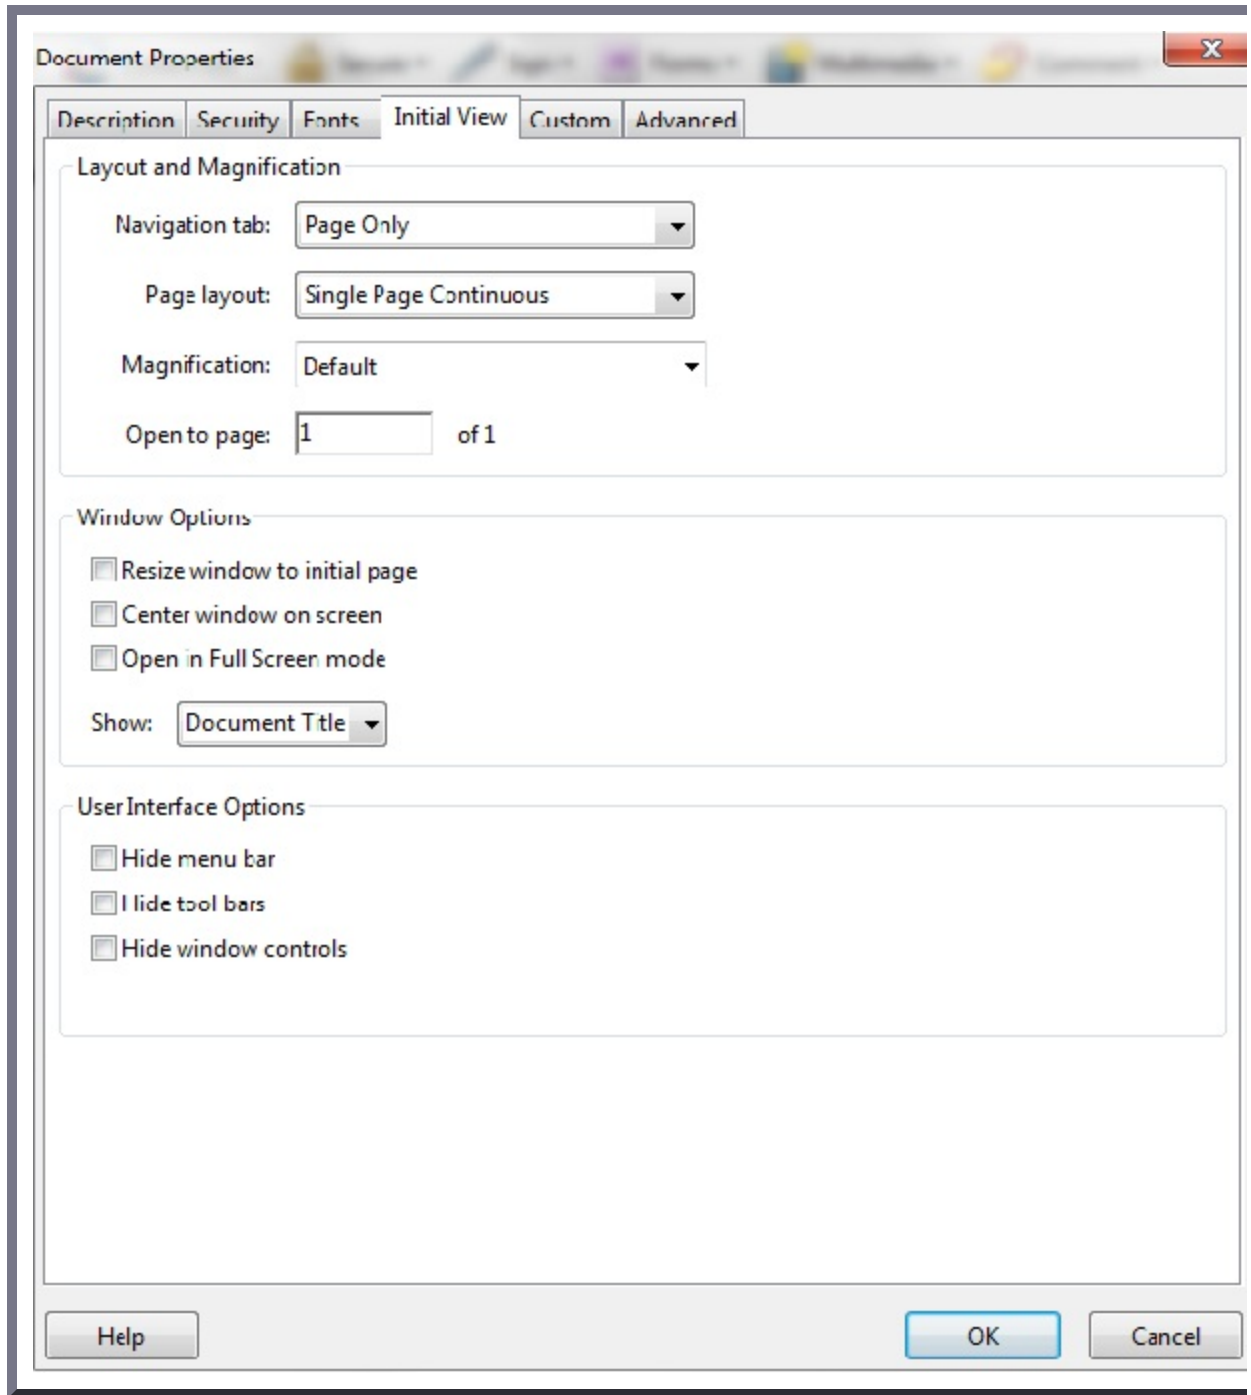 Document Properties
Description Security Fonts Initial View Custom Advanced
Layout and Magnification
Navigation tab: Page Only
Page layout: Single Page Continuous
Magnification: Default
Open to page: 1 of 1
Window Options
Resize window to initial page
Center window on screen
Open in Full Screen mode
Show: Document Title
User Interface Options
Hide menu bar
Hide tool bars
Hide window controls
Help OK Cancel